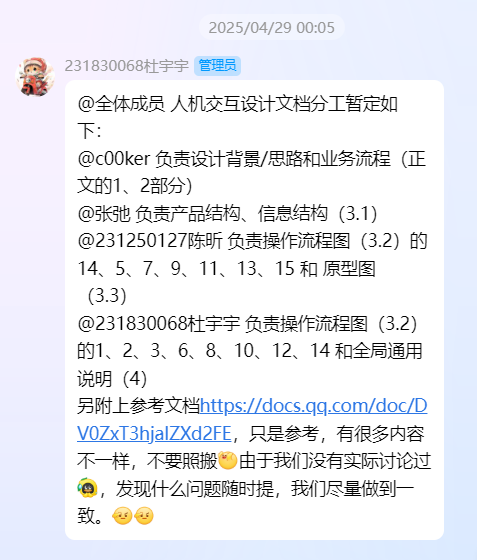 2025/04/29 00:05
231830068杜宇宇 管理员
@全体成员 人机交互设计文档分工暂定如
下：
@c00ker 负责设计背景/思路和业务流程（正
文的1、2部分）
@张弛 负责产品结构、信息结构（3.1）
@231250127陈昕 负责操作流程图（3.2）的
14、5、7、9、11、13、15 和 原型图
（3.3）
@231830068杜宇宇 负责操作流程图（3.2）
的1、2、3、6、8、10、12、14 和全局通用
说明（4）
另附上参考文档https://docs.qq.com/doc/D
V0ZxT3hjalZXd2FE，只是参考，有很多内容
不一样，不要照搬🤔由于我们没有实际讨论过
，发现什么问题随时提，我们尽量做到一
致。